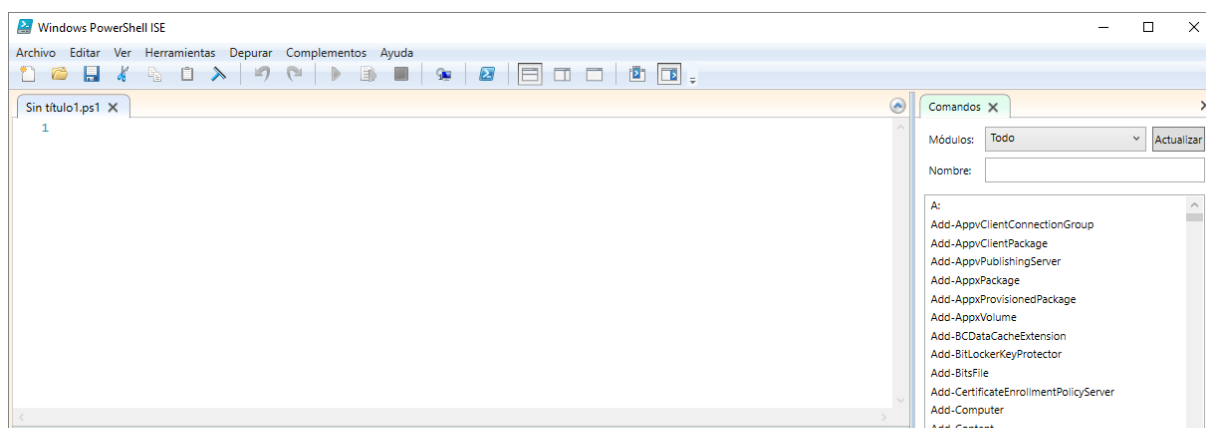 Windows PowerShell ISE
Archivo Editar Ver Herramientas Depurar Complementos Ayuda
Sin título1.ps1
1
Comandos
Módulos: Todo Actualizar
Nombre:
A:
Add-AppvClientConnectionGroup
Add-AppvClientPackage
Add-AppvPublishingServer
Add-AppxPackage
Add-AppxProvisionedPackage
Add-AppxVolume
Add-BCDataCacheExtension
Add-BitLockerKeyProtector
Add-BitsFile
Add-CertificateEnrollmentPolicyServer
Add-Computer
Add-Content